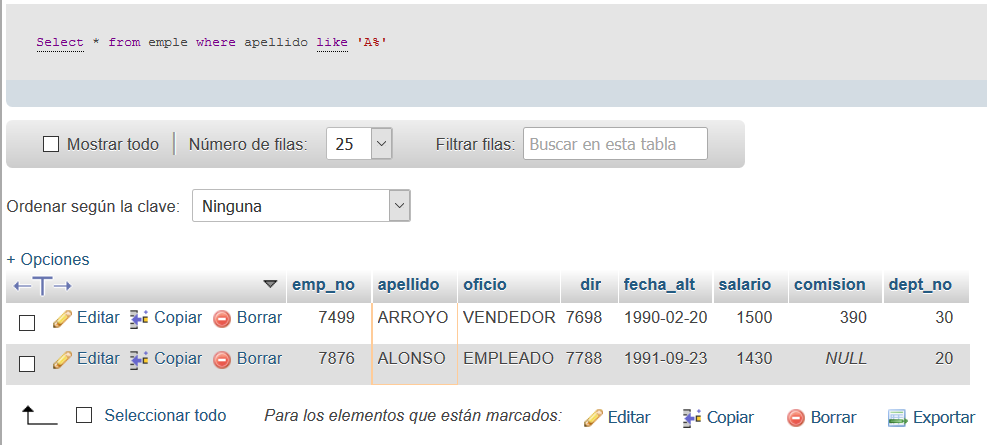 Select * from emple where apellido like 'A%'
Mostrar todo Número de filas: 25 Filtrar filas: Buscar en esta tabla
Ordenar según la clave: Ninguna
+ Opciones
emp_no apellido oficio dir fecha_alt salario comision dept_no
Editar Copiar Borrar 7499 ARROYO VENDEDOR 7698 1990-02-20 1500 390 30
Editar Copiar Borrar 7876 ALONSO EMPLEADO 7788 1991-09-23 1430 NULL 20
Seleccionar todo Para los elementos que están marcados: Editar Copiar Borrar Exportar